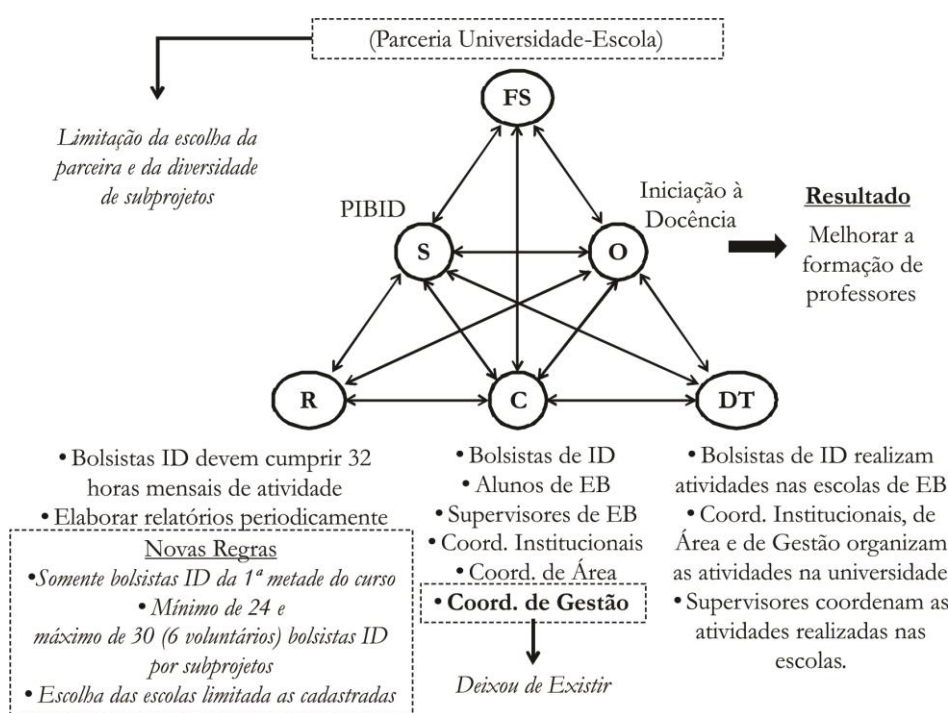 (Parceria Universidade-Escola)
FS
Limitação da escolha da
parceira e da diversidade
de subprojetos
PIBID
S
O
Iniciação à
Docência
Resultado
Melhorar a
formação de
professores
R
C
DT
• Bolsistas ID devem cumprir 32
horas mensais de atividade
• Elaborar relatórios periodicamente
Novas Regras
• Somente bolsistas ID da 1ª metade do curso
• Mínimo de 24 e
máximo de 30 (6 voluntários) bolsistas ID
por subprojetos
• Escolha das escolas limitada as cadastradas
• Bolsistas de ID
• Alunos de EB
• Supervisores de EB
• Coord. Institucionais
• Coord. de Área
• Coord. de Gestão
Deixou de Existir
• Bolsistas de ID realizam
atividades nas escolas de EB
• Coord. Institucionais, de
Área e de Gestão organizam
as atividades na universidade
• Supervisores coordenam as
atividades realizadas nas
escolas.